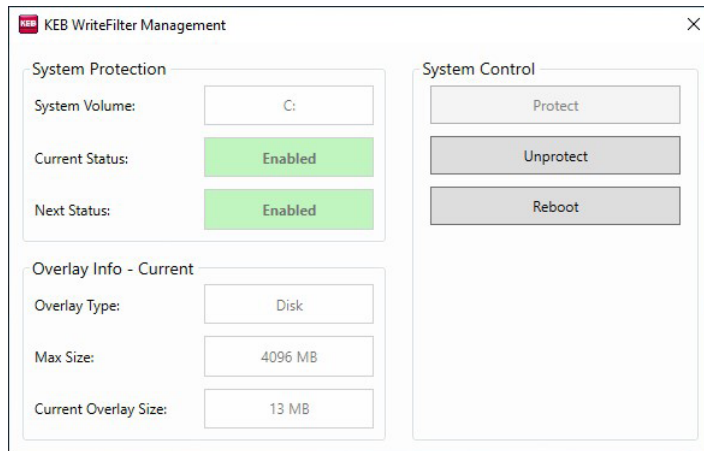 KEB KEB WriteFilter Management
System Protection
System Volume: C:
Current Status: Enabled
Next Status: Enabled
Overlay Info - Current
Overlay Type: Disk
Max Size: 4096 MB
Current Overlay Size: 13 MB
System Control
Protect
Unprotect
Reboot